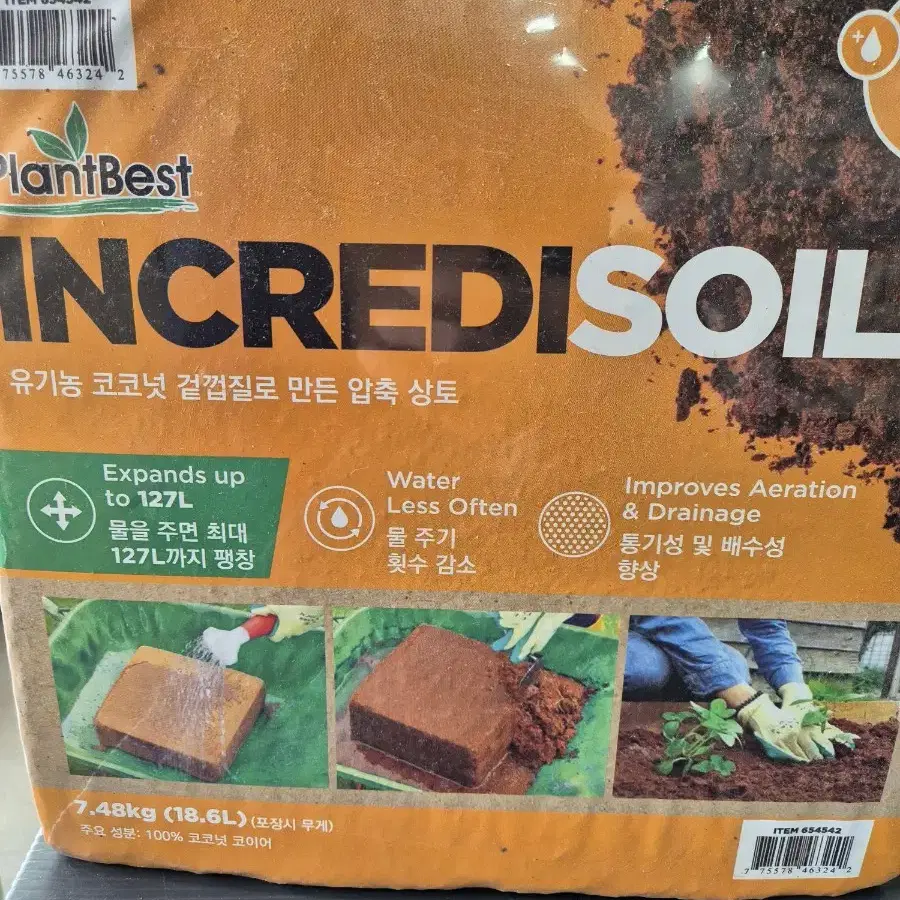 ITEM 654542
75578 46324 2
PlantBest
INCREDISOIL
유기농 코코넛 겉껍질로 만든 압축 상토
Expands up
to 127L
물을 주면 최대
127L까지 팽창
Water
Less Often
물 주기
횟수 감소
Improves Aeration
& Drainage
통기성 및 배수성
향상
7.48kg (18.6L) (포장시 무게)
주요 성분: 100% 코코넛 코이어
ITEM 654542
7 75578 46324 2